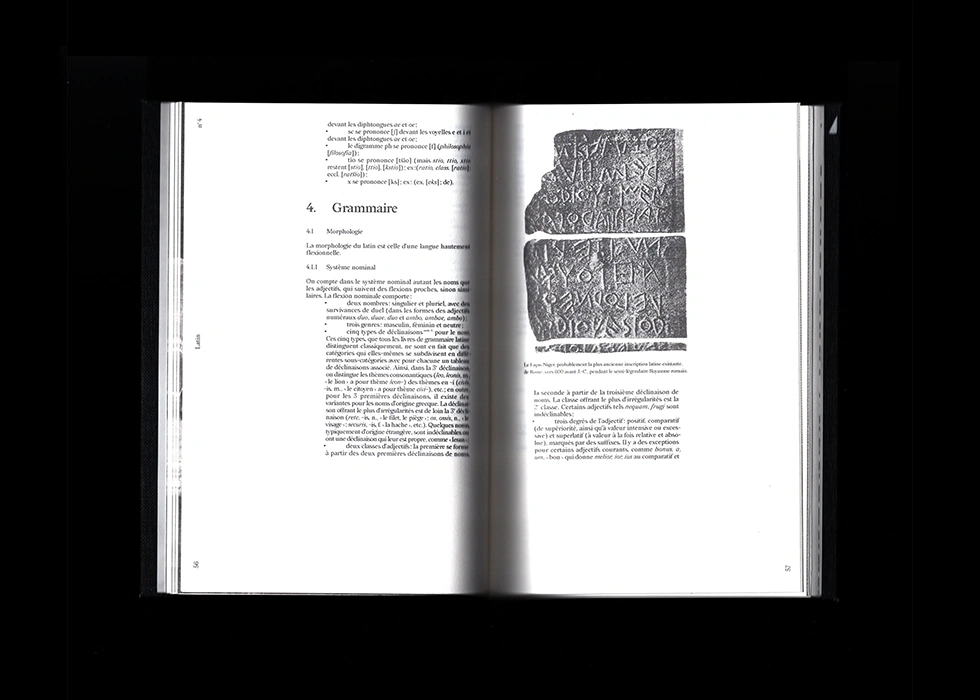 n°4
devant les diphtongues ae et oe;
• sc se prononce [ʃ] devant les voyelles e et i et
devant les diphtongues ae et oe;
• le digramme ph se prononce [f] (philosophia
[filosofia]);
• tio se prononce [tsio] (mais stio, ttio, xtio
restent [stio], [ttio], [kstio]); ex:(ratio, class. [ratio];
eccl. [ratsio]);
• x se prononce [ks]; ex: (ex, [eks]; de).
4. Grammaire
4.1 Morphologie
La morphologie du latin est celle d'une langue hautement
flexionnelle.
4.1.1 Système nominal
On compte dans le système nominal autant les noms que
les adjectifs, qui suivent des flexions proches, sinon simi-
laires. La flexion nominale comporte:
• deux nombres: singulier et pluriel, avec des
survivances de duel (dans les formes des adjectifs
numéraux duo, duae, duo et ambo, ambae, ambo);
• trois genres: masculin, féminin et neutre;
• cinq types de déclinaisons pour le nom.
Ces cinq types, que tous les livres de grammaire latine
distinguent classiquement, ne sont en fait que des
catégories qui elles-mêmes se subdivisent en diffé-
rentes sous-catégories avec pour chacune un tableau
de déclinaisons associé. Ainsi, dans la 3ᵉ déclinaison
on distingue les thèmes consonantiques (leo, leonis, m.
«le lion» a pour thème leon-) des thèmes en -i (civis,
-is, m., «le citoyen» a pour thème civi-), etc.; en outre,
pour les 3 premières déclinaisons, il existe des
variantes pour les noms d'origine grecque. La déclinai-
son offrant le plus d'irrégularités est de loin la 3ᵉ décli-
naison (rete, -is, n., «le filet, le piège»; os, oris, n., «le
visage»; securis, -is, f. «la hache», etc.). Quelques noms,
typiquement d'origine étrangère, sont indéclinables ou
ont une déclinaison qui leur est propre, comme «Iesus»;
• deux classes d'adjectifs: la première se forme
à partir des deux premières déclinaisons de noms,
Latin
56
Le Lapis Niger, probablement la plus ancienne inscription latine existante,
de Rome, vers 600 avant J.-C., pendant le semi-légendaire Royaume romain.
la seconde à partir de la troisième déclinaison de
noms. La classe offrant le plus d'irrégularités est la
2ᵉ classe. Certains adjectifs tels nequam, frugi sont
indéclinables;
• trois degrés de l'adjectif: positif, comparatif
(de supériorité, ainsi qu'à valeur intensive ou exces-
sive) et superlatif (à valeur à la fois relative et abso-
lue), marqués par des suffixes. Il y a des exceptions
pour certains adjectifs courants, comme bonus, a,
um, «bon» qui donne melior, ior, ius au comparatif et
57